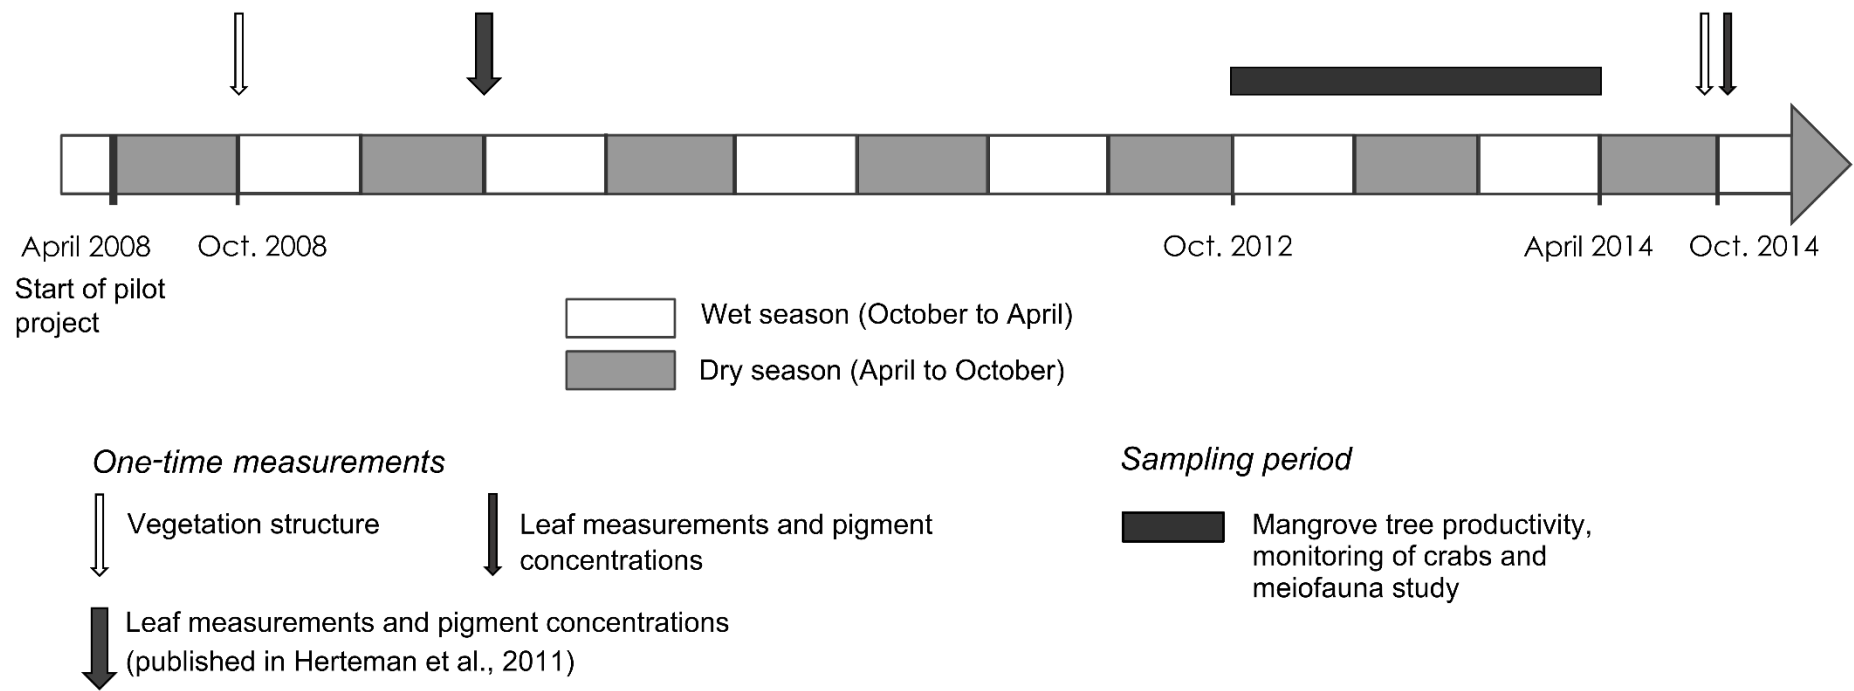 April 2008
Oct. 2008
Oct. 2012
April 2014
Oct. 2014
Start of pilot
project
Wet season (October to April)
Dry season (April to October)
One-time measurements
Vegetation structure
Leaf measurements and pigment
concentrations
Leaf measurements and pigment concentrations
(published in Herteman et al., 2011)
Sampling period
Mangrove tree productivity,
monitoring of crabs and
meiofauna study